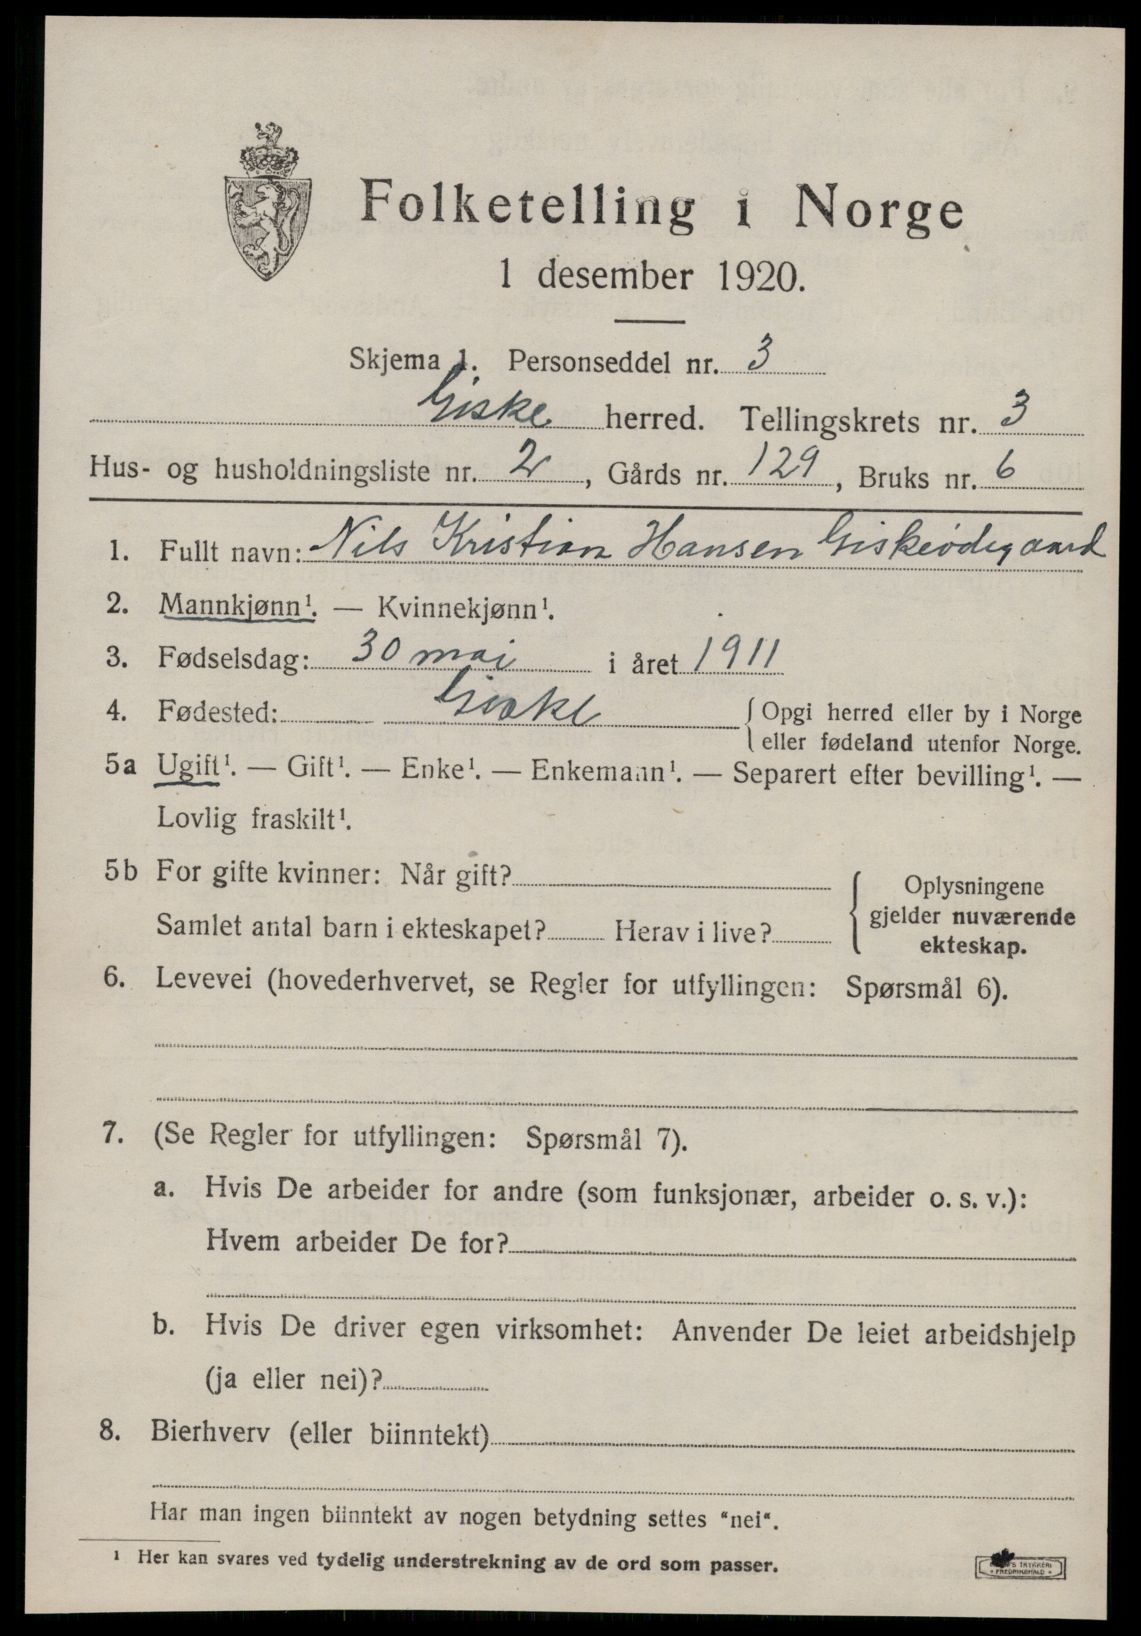 Folketelling i Norge
1 desember 1920.
Skjema 1. Personseddel nr. 3
Giske herred. Tellingskrets nr. 3
Hus- og husholdningsliste nr. 2, Gårds nr. 129, Bruks nr. 6
1. Fullt navn: Nils Kristian Hansen Giskeødegaard
2. Mannkjønn¹. — Kvinnekjønn¹.
3. Fødselsdag: 30 mai i året 1911
4. Fødested: Giske { Opgi herred eller by i Norge
eller fødeland utenfor Norge.
5a Ugift¹. — Gift¹. — Enke¹. — Enkemann¹. — Separert efter bevilling¹. —
Lovlig fraskilt¹.
5b For gifte kvinner: Når gift?
Samlet antal barn i ekteskapet? Herav i live?
{ Oplysningene
gjelder nuværende
ekteskap.
6. Levevei (hovederhvervet, se Regler for utfyllingen: Spørsmål 6).
7. (Se Regler for utfyllingen: Spørsmål 7).
a. Hvis De arbeider for andre (som funksjonær, arbeider o. s. v.):
Hvem arbeider De for?
b. Hvis De driver egen virksomhet: Anvender De leiet arbeidshjelp
(ja eller nei)?
8. Bierhverv (eller biinntekt)
Har man ingen biinntekt av nogen betydning settes "nei".
¹ Her kan svares ved tydelig understrekning av de ord som passer.
TRYKKERI
FREDRIKSHALD